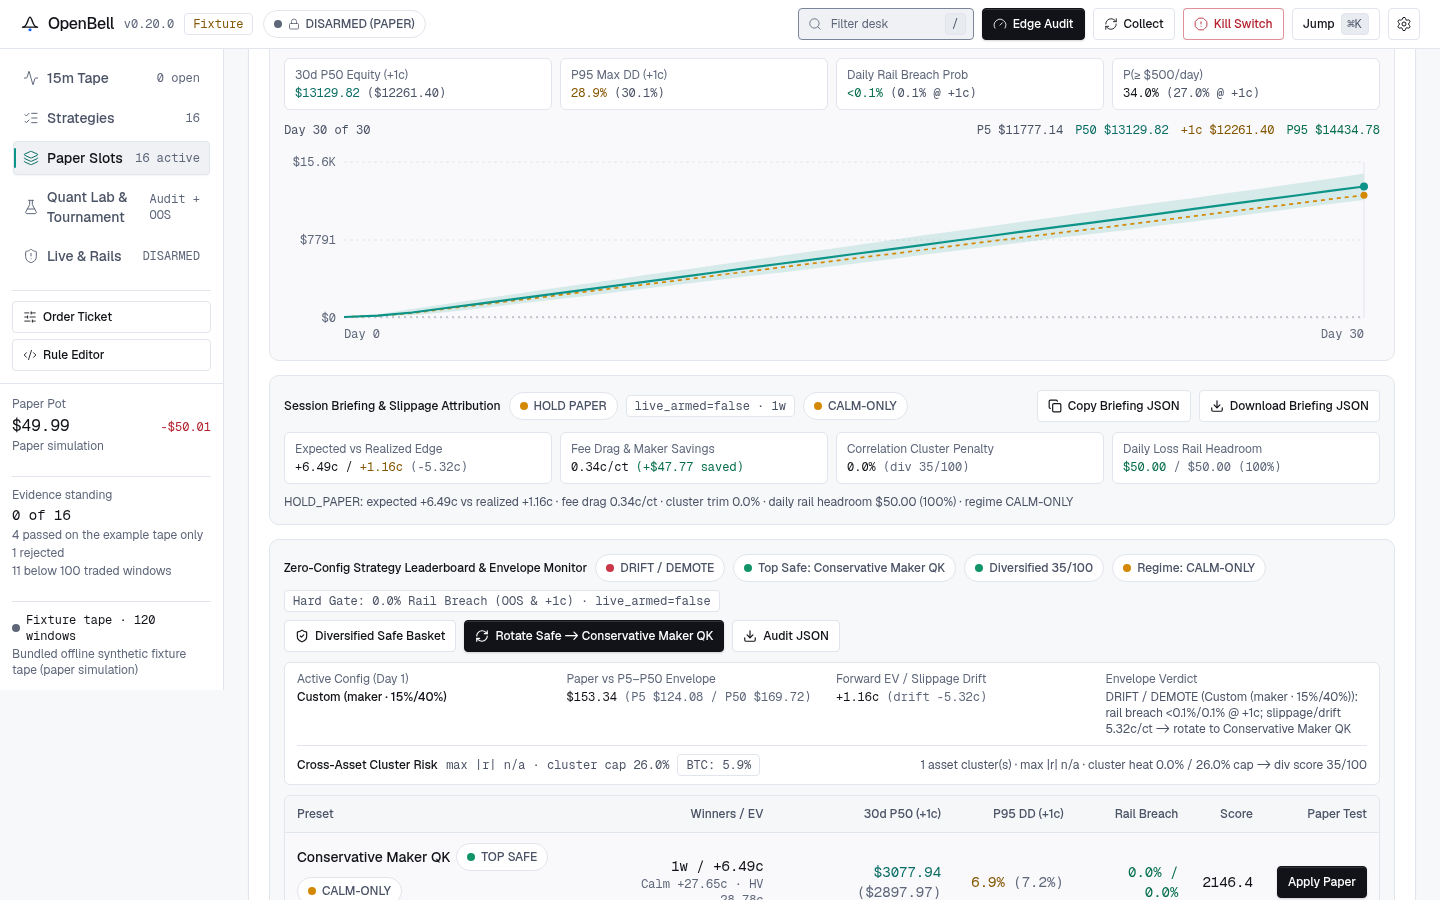 OpenBell v0.20.0 Fixture DISARMED (PAPER) Filter desk / Edge Audit Collect Kill Switch Jump ⌘K
15m Tape 0 open
Strategies 16
Paper Slots 16 active
Quant Lab & Tournament Audit + OOS
Live & Rails DISARMED
Order Ticket
Rule Editor
Paper Pot
$49.99 -$50.01
Paper simulation
Evidence standing
0 of 16
4 passed on the example tape only
1 rejected
11 below 100 traded windows
Fixture tape · 120
windows
Bundled offline synthetic fixture
tape (paper simulation)
30d P50 Equity (+1c)
$13129.82 ($12261.40)
P95 Max DD (+1c)
28.9% (30.1%)
Daily Rail Breach Prob
<0.1% (0.1% @ +1c)
P(≥ $500/day)
34.0% (27.0% @ +1c)
Day 30 of 30 P5 $11777.14 P50 $13129.82 +1c $12261.40 P95 $14434.78
$15.6K
$7791
$0
Day 0 Day 30
Session Briefing & Slippage Attribution HOLD PAPER live_armed=false · 1w CALM-ONLY Copy Briefing JSON Download Briefing JSON
Expected vs Realized Edge
+6.49c / +1.16c (-5.32c)
Fee Drag & Maker Savings
0.34c/ct (+$47.77 saved)
Correlation Cluster Penalty
0.0% (div 35/100)
Daily Loss Rail Headroom
$50.00 / $50.00 (100%)
HOLD_PAPER: expected +6.49c vs realized +1.16c · fee drag 0.34c/ct · cluster trim 0.0% · daily rail headroom $50.00 (100%) · regime CALM-ONLY
Zero-Config Strategy Leaderboard & Envelope Monitor DRIFT / DEMOTE Top Safe: Conservative Maker QK Diversified 35/100 Regime: CALM-ONLY
Hard Gate: 0.0% Rail Breach (OOS & +1c) · live_armed=false
Diversified Safe Basket Rotate Safe -> Conservative Maker QK Audit JSON
Active Config (Day 1)
Custom (maker · 15%/40%)
Paper vs P5–P50 Envelope
$153.34 (P5 $124.08 / P50 $169.72)
Forward EV / Slippage Drift
+1.16c (drift -5.32c)
Envelope Verdict
DRIFT / DEMOTE (Custom (maker · 15%/40%));
rail breach <0.1%/0.1% @ +1c; slippage/drift
5.32c/ct -> rotate to Conservative Maker QK
Cross-Asset Cluster Risk max |r| n/a · cluster cap 26.0% BTC: 5.9% 1 asset cluster(s) · max |r| n/a · cluster heat 0.0% / 26.0% cap -> div score 35/100
Preset Winners / EV 30d P50 (+1c) P95 DD (+1c) Rail Breach Score Paper Test
Conservative Maker QK TOP SAFE
CALM-ONLY
1w / +6.49c
Calm +27.65c · HV
28.78c
$3077.94
($2897.97)
6.9% (7.2%)
0.0% /
0.0%
2146.4
Apply Paper